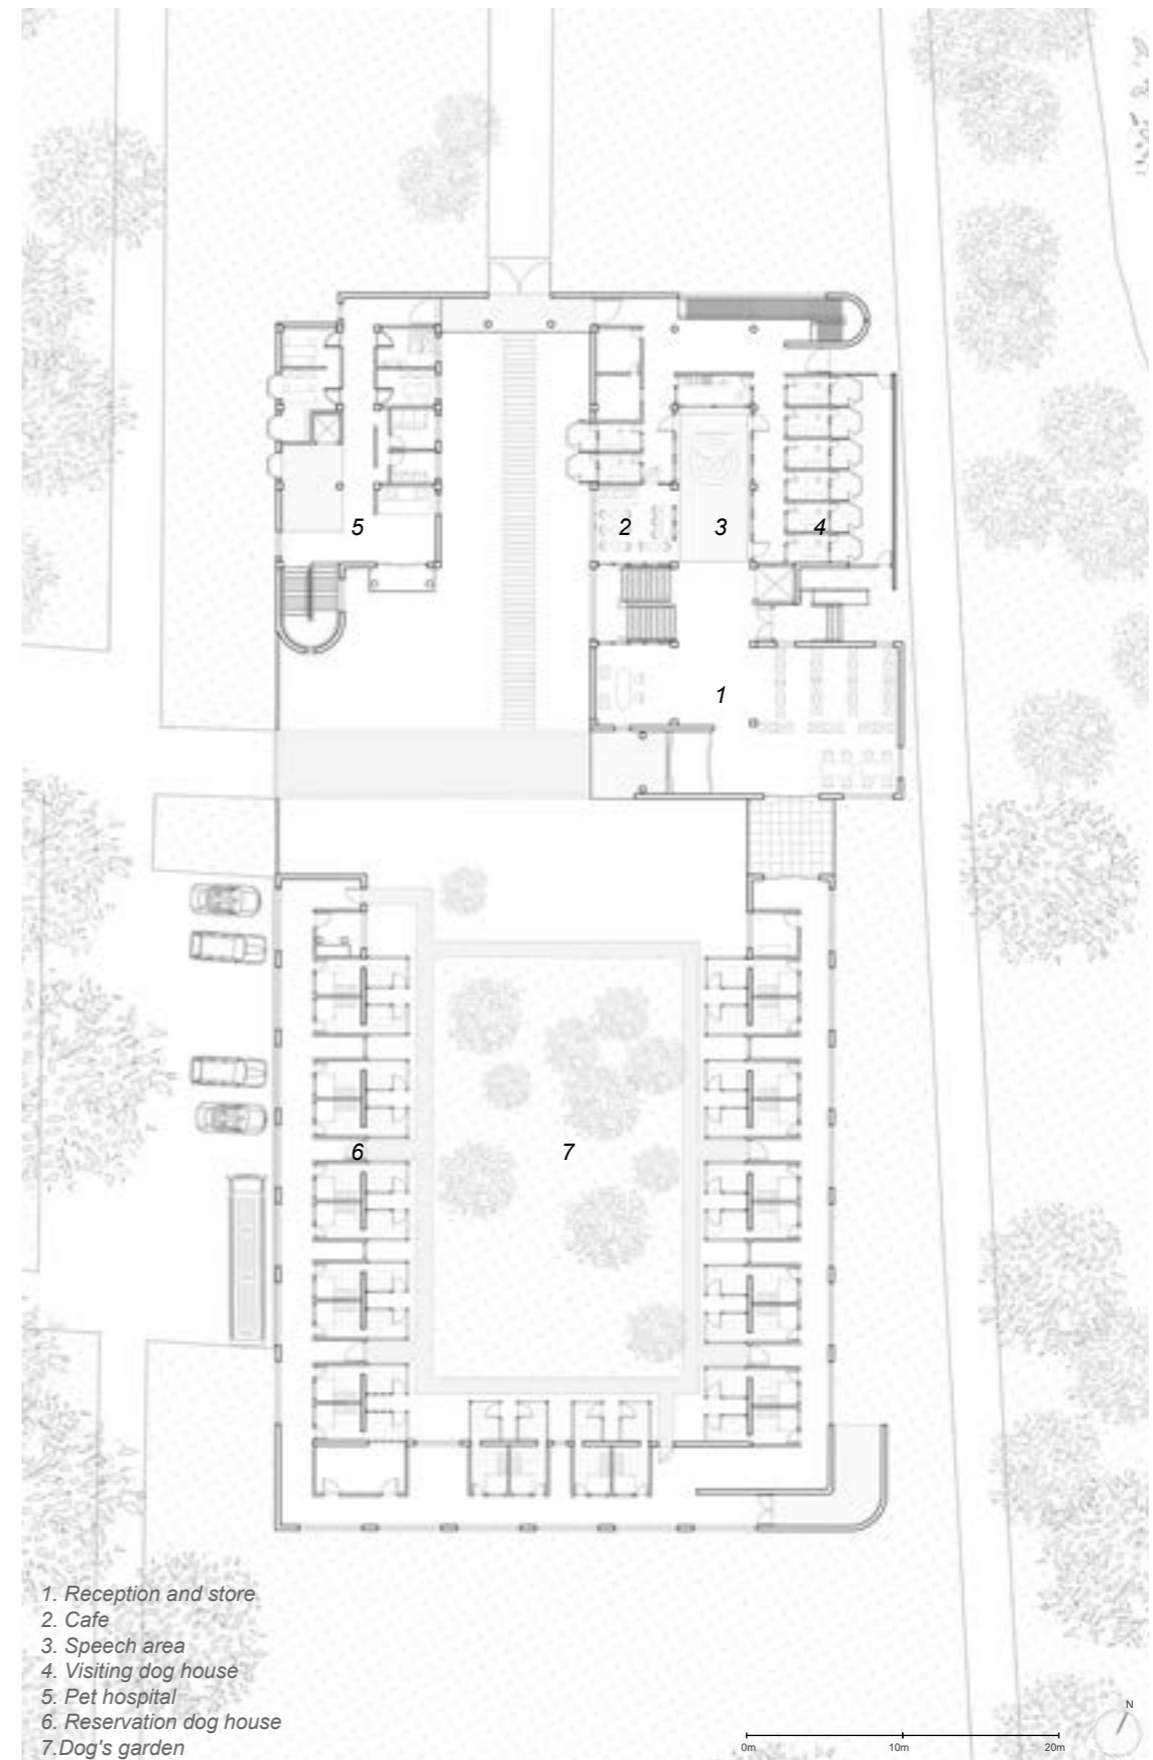 5
2
3
4
1
6
7
1. Reception and store
2. Cafe
3. Speech area
4. Visiting dog house
5. Pet hospital
6. Reservation dog house
7.Dog's garden
N
0m
10m
20m